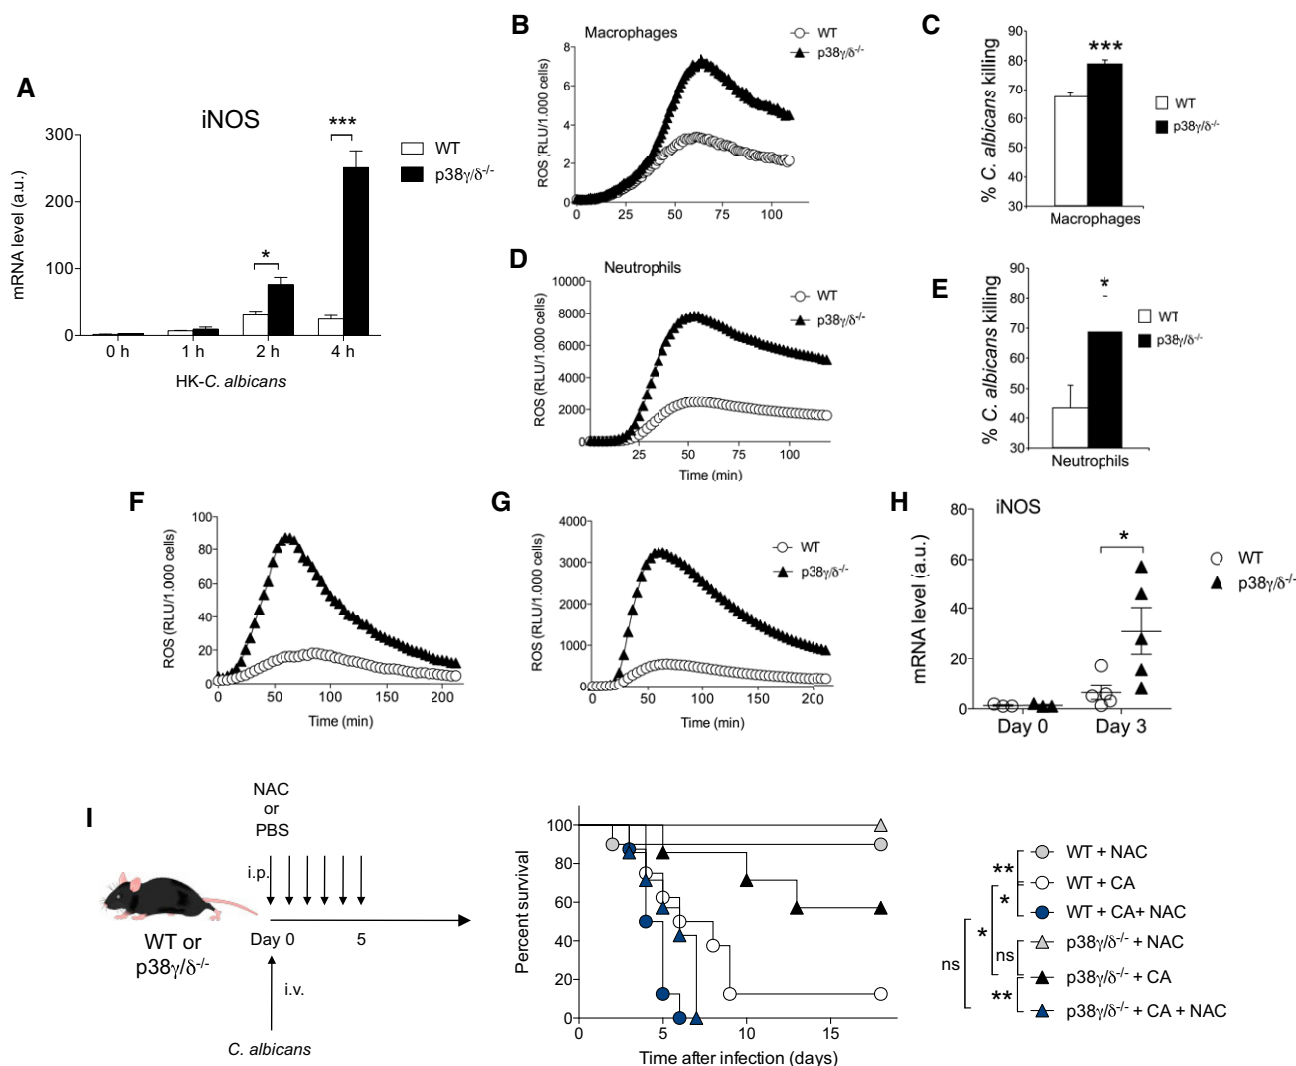 A
iNOS
mRNA level (a.u.)
300
200
100
0
***
*
WT
p38γ/δ-/-
0 h 1 h 2 h 4 h
HK-C. albicans
B
Macrophages
WT
p38γ/δ-/-
ROS (RLU/1.000 cells)
8
6
4
2
0
0 25 50 75 100
C
% C. albicans killing
90
80
70
60
50
40
30
***
WT
p38γ/δ-/-
Macrophages
D
Neutrophils
WT
p38γ/δ-/-
ROS (RLU/1.000 cells)
10000
8000
6000
4000
2000
0
25 50 75 100
Time (min)
E
% C. albicans killing
90
80
70
60
50
40
30
*
WT
p38γ/δ-/-
Neutrophils
F
ROS (RLU/1.000 cells)
100
80
60
40
20
0
0 50 100 150 200
Time (min)
G
ROS (RLU/1.000 cells)
4000
3000
2000
1000
0
0 50 100 150 200
Time (min)
WT
p38γ/δ-/-
H
iNOS
mRNA level (a.u.)
80
60
40
20
0
*
Day 0 Day 3
WT
p38γ/δ-/-
I
NAC
or
PBS
i.p.
WT or
p38γ/δ-/-
Day 0 5
i.v.
C. albicans
Percent survival
100
80
60
40
20
0
0 5 10 15
Time after infection (days)
WT + NAC
WT + CA
WT + CA+ NAC
p38γ/δ-/- + NAC
p38γ/δ-/- + CA
p38γ/δ-/- + CA + NAC
**
*
*
ns
ns
**